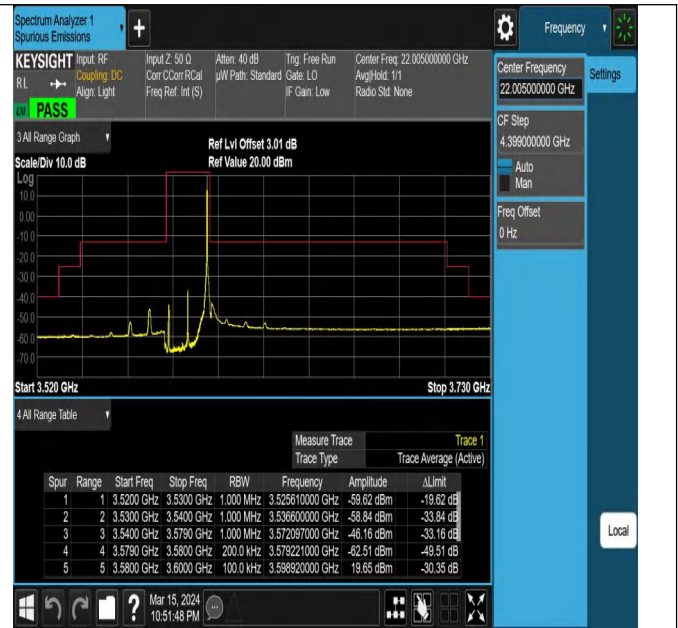 Spectrum Analyzer 1
Spurious Emissions
Frequency
KEYSIGHT Input: RF Input Z: 50 Ω Atten: 40 dB Trig: Free Run Center Freq: 22.005000000 GHz
RL Coupling: DC Corr CCorr RCal µW Path: Standard Gate: LO Avg|Hold: 1/1
Align: Light Freq Ref: Int (S) IF Gain: Low Radio Std: None
PASS
Center Frequency
22.005000000 GHz
Settings
CF Step
4.399000000 GHz
Auto
Man
Freq Offset
0 Hz
3 All Range Graph
Ref Lvl Offset 3.01 dB
Scale/Div 10.0 dB Ref Value 20.00 dBm
Log
10.0
0.00
-10.0
-20.0
-30.0
-40.0
-50.0
-60.0
-70.0
Start 3.520 GHz Stop 3.730 GHz
4 All Range Table
Measure Trace Trace 1
Trace Type Trace Average (Active)
Spur Range Start Freq Stop Freq RBW Frequency Amplitude ΔLimit
1 1 3.5200 GHz 3.5300 GHz 1.000 MHz 3.525610000 GHz -59.62 dBm -19.62 dB
2 2 3.5300 GHz 3.5400 GHz 1.000 MHz 3.536600000 GHz -58.84 dBm -33.84 dB
3 3 3.5400 GHz 3.5790 GHz 1.000 MHz 3.572097000 GHz -46.16 dBm -33.16 dB
4 4 3.5790 GHz 3.5800 GHz 200.0 kHz 3.579221000 GHz -62.51 dBm -49.51 dB
5 5 3.5800 GHz 3.6000 GHz 100.0 kHz 3.598920000 GHz 19.65 dBm -30.35 dB
Local
Mar 15, 2024
10:51:48 PM